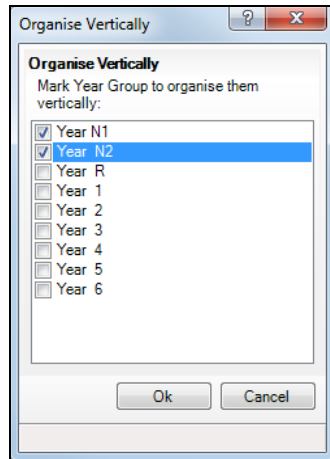 Organise Vertically
?
X
Organise Vertically
Mark Year Group to organise them
vertically:
Year N1
Year N2
Year R
Year 1
Year 2
Year 3
Year 4
Year 5
Year 6
Ok
Cancel